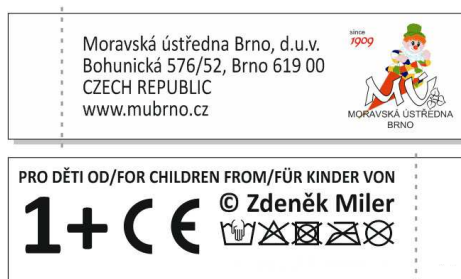 Moravská ústředna Brno, d.u.v.
Bohunická 576/52, Brno 619 00
CZECH REPUBLIC
www.mubrno.cz
since
1909
MU
MORAVSKÁ ÚSTŘEDNA
BRNO
PRO DĚTI OD/FOR CHILDREN FROM/FÜR KINDER VON
1+ CE
© Zdeněk Miler